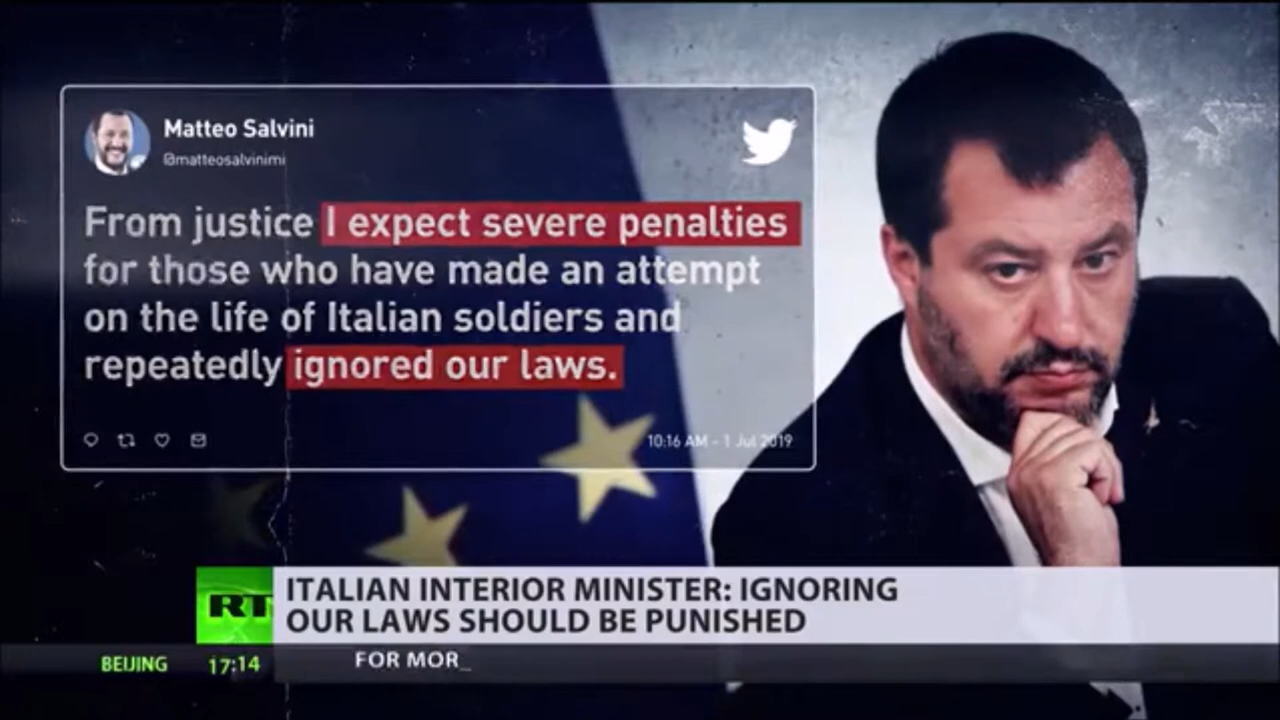 Matteo Salvini
@matteosalvinimi
From justice I expect severe penalties
for those who have made an attempt
on the life of Italian soldiers and
repeatedly ignored our laws.
10:16 AM - 1 Jul 2019
RT
ITALIAN INTERIOR MINISTER: IGNORING
OUR LAWS SHOULD BE PUNISHED
BEIJING 17:14 FOR MOR_